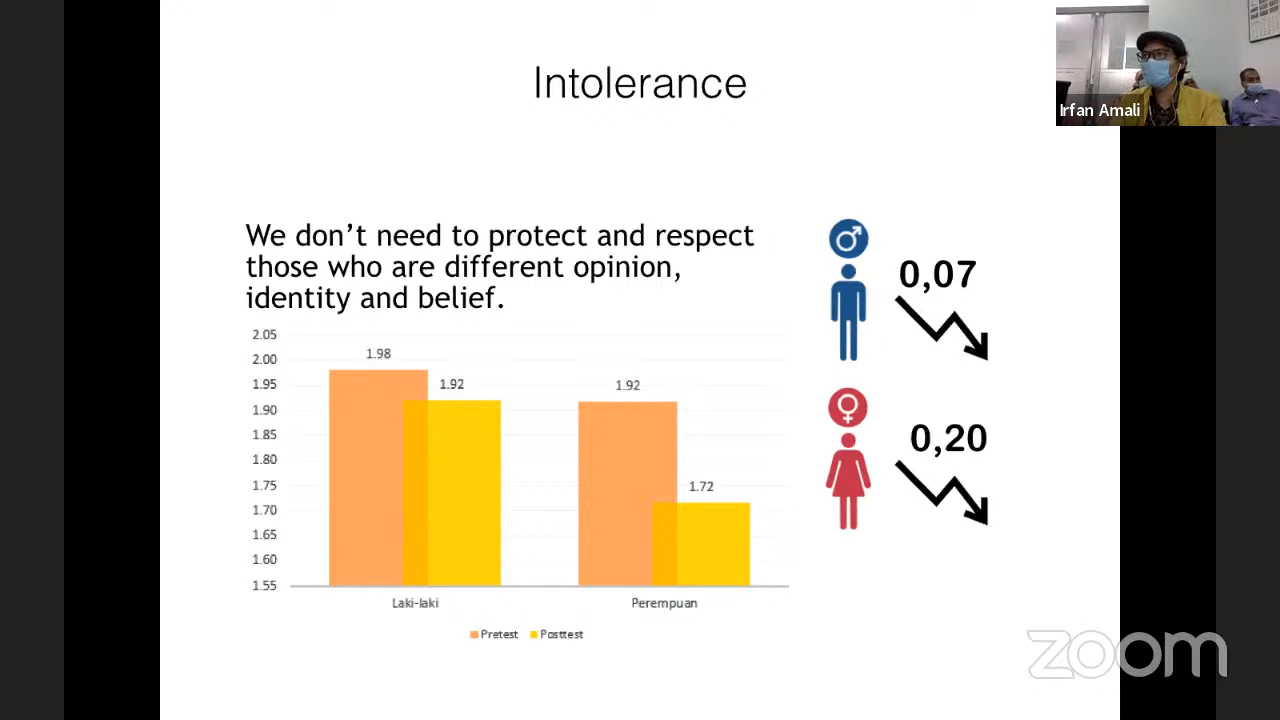 Intolerance
Irfan Amali
We don’t need to protect and respect
those who are different opinion,
identity and belief.
0,07
0,20
2.05
2.00
1.95
1.90
1.85
1.80
1.75
1.70
1.65
1.60
1.55
1.98
1.92
1.92
1.72
Laki-laki
Perempuan
Pretest
Posttest
zoom